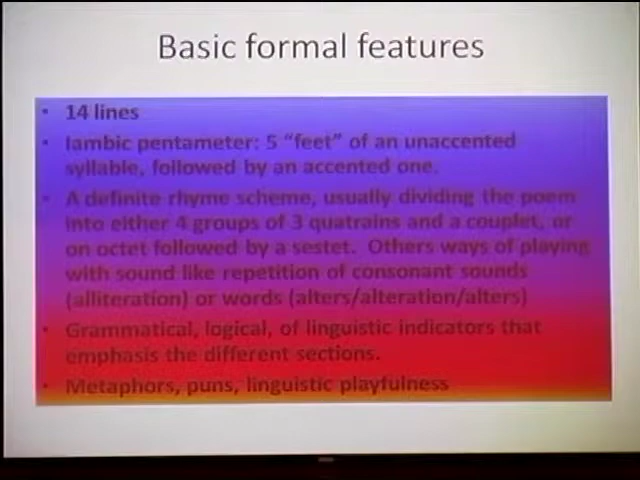 Basic formal features
• 14 lines
• Iambic pentameter: 5 "feet" of an unaccented
syllable, followed by an accented one.
• A definite rhyme scheme, usually dividing the poem
into either 4 groups of 3 quatrains and a couplet, or
on octet followed by a sestet. Others ways of playing
with sound like repetition of consonant sounds
(alliteration) or words (alters/alteration/alters)
• Grammatical, logical, of linguistic indicators that
emphasis the different sections.
• Metaphors, puns, linguistic playfulness